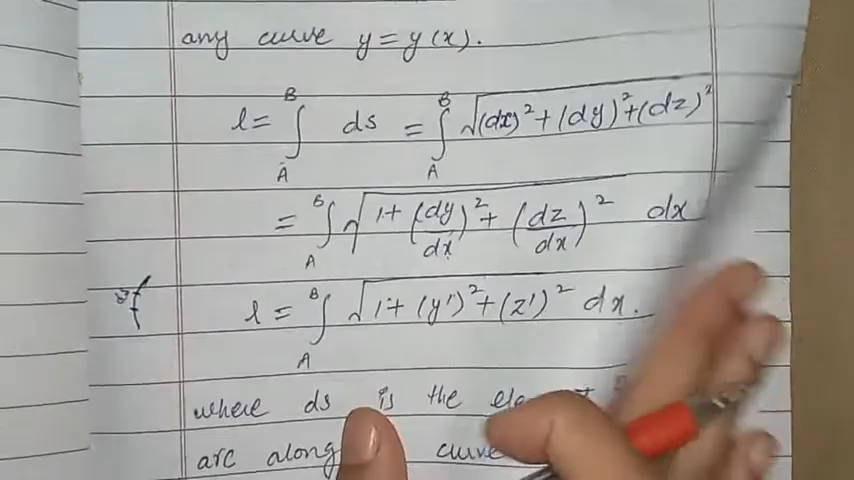 any curve y = y(x).
l = ∫_A^B ds = ∫_A^B √(dx)² + (dy)² + (dz)²
= ∫_A^B √1 + (dy/dx)² + (dz/dx)² dx
l = ∫_A^B √1 + (y')² + (z')² dx.
where ds is the
arc along curve